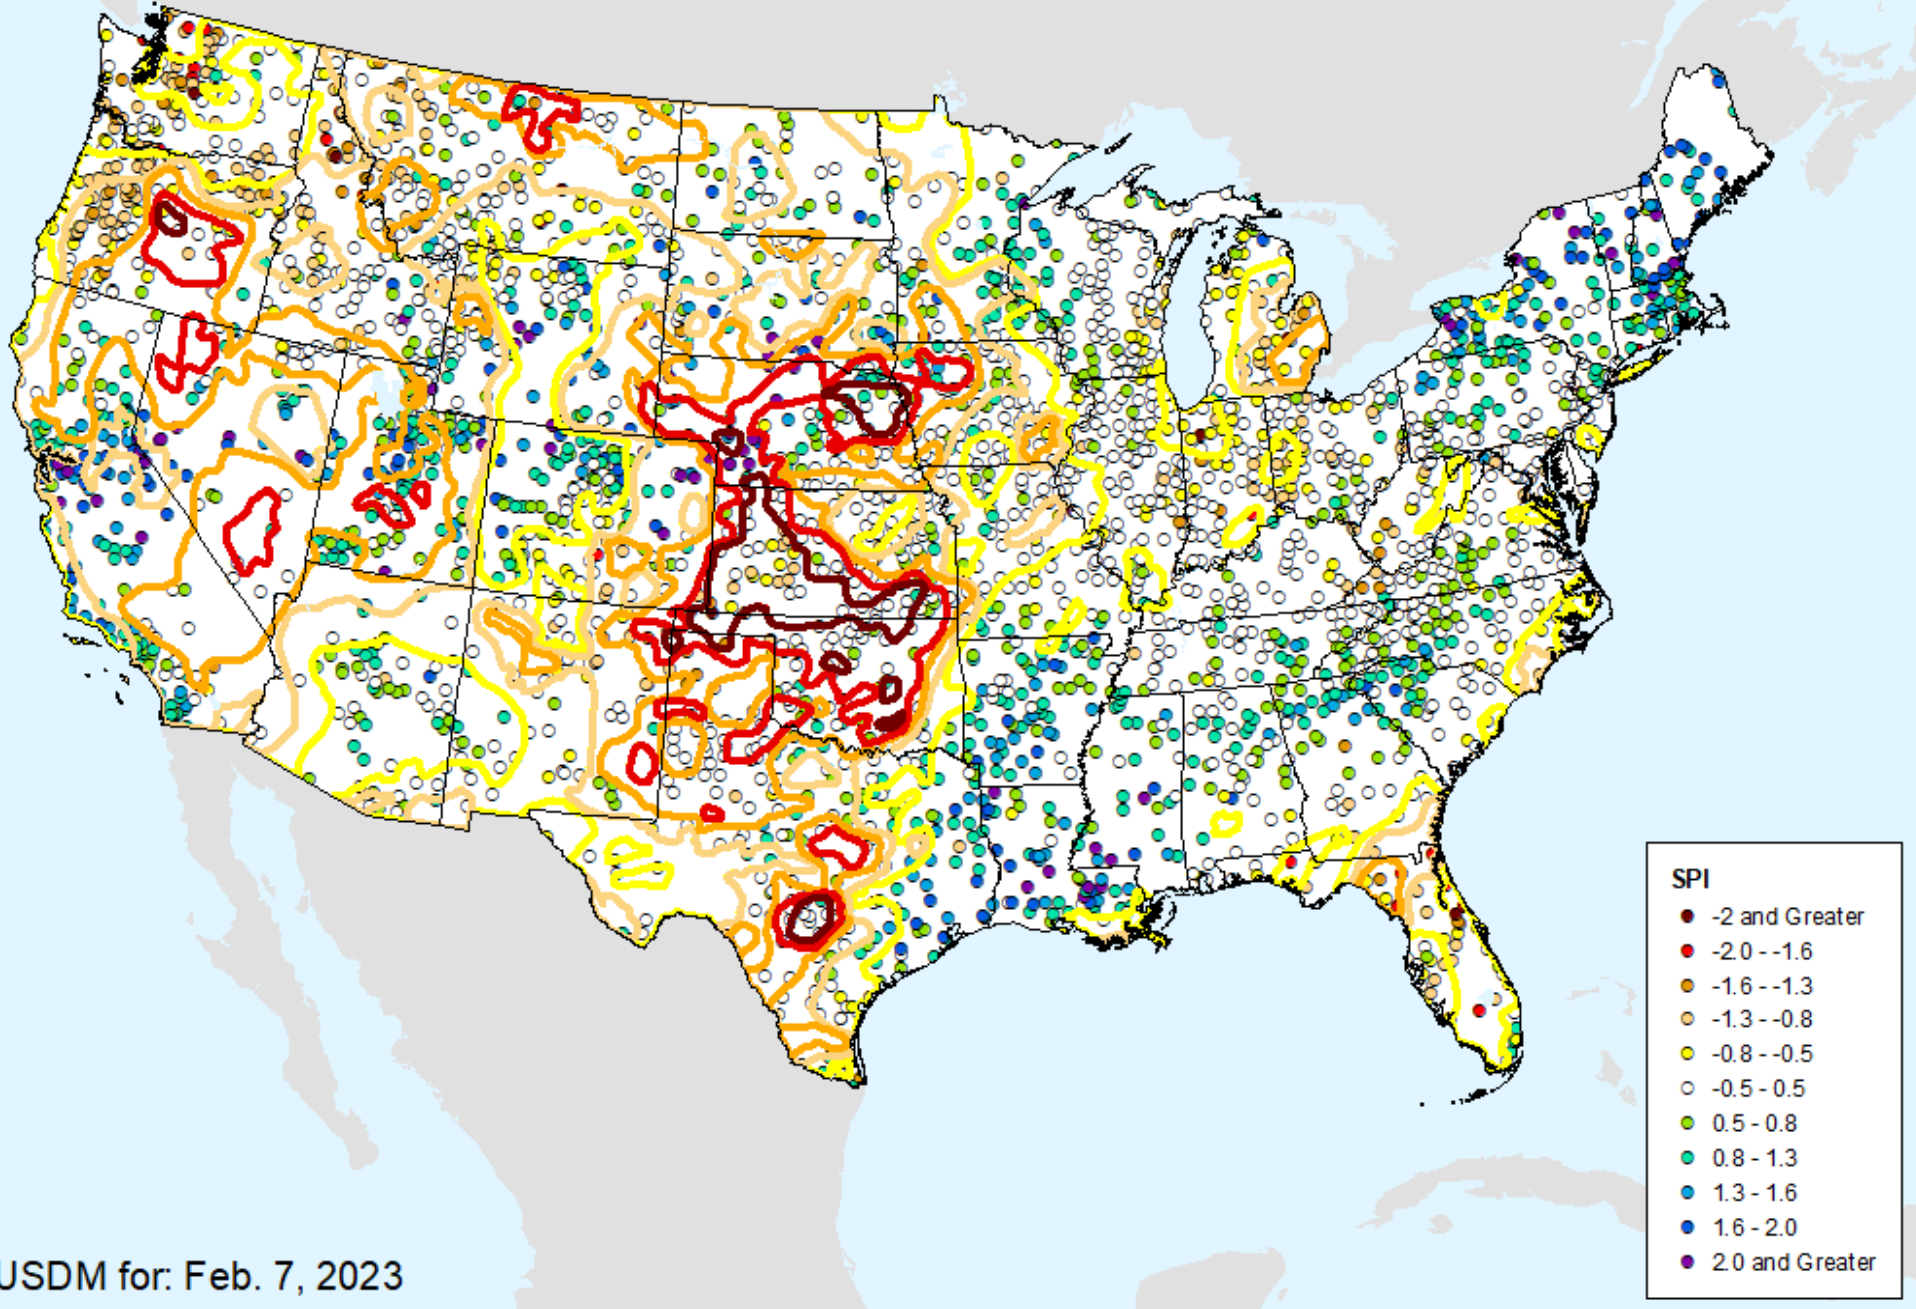 SPI
-2 and Greater
-2.0 - -1.6
-1.6 - -1.3
-1.3 - -0.8
-0.8 - -0.5
-0.5 - 0.5
0.5 - 0.8
0.8 - 1.3
1.3 - 1.6
1.6 - 2.0
2.0 and Greater
USDM for: Feb. 7, 2023